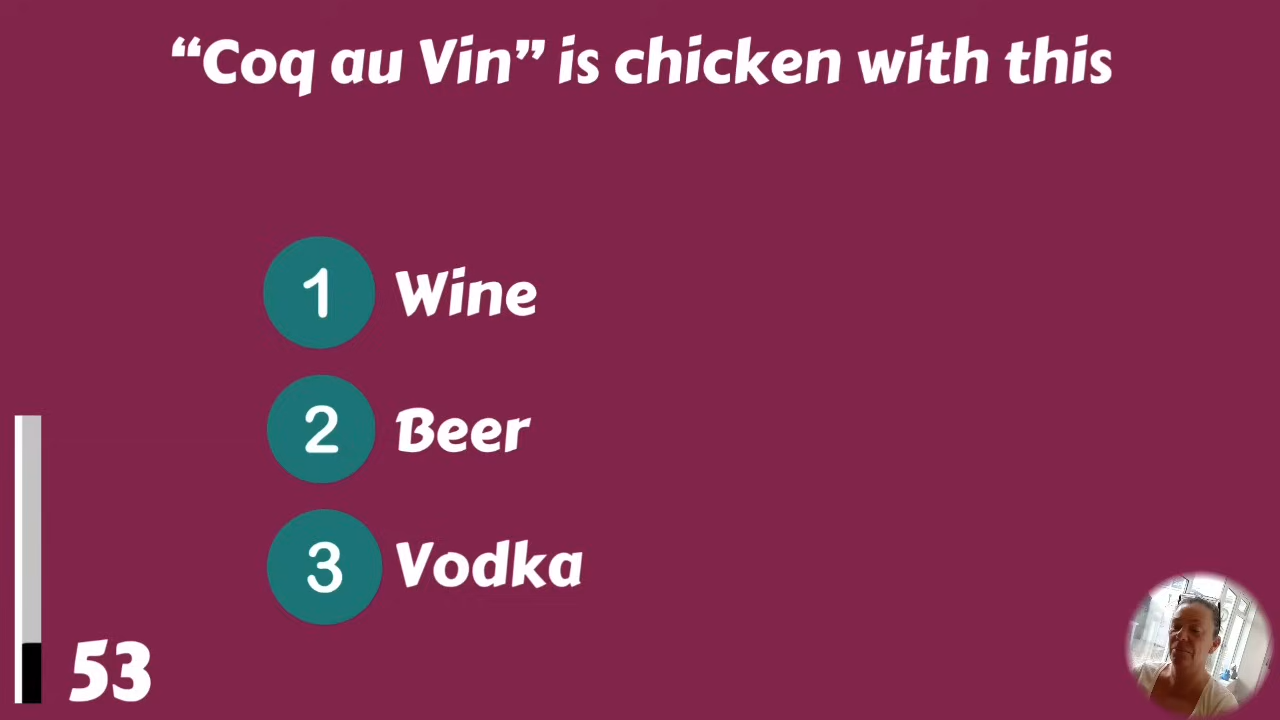 “Coq au Vin” is chicken with this
1 Wine
2 Beer
3 Vodka
53